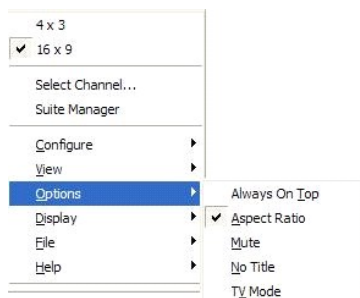 4 x 3
16 x 9
Select Channel...
Suite Manager
Configure
View
Options
Display
File
Help
Always On Top
Aspect Ratio
Mute
No Title
TV Mode